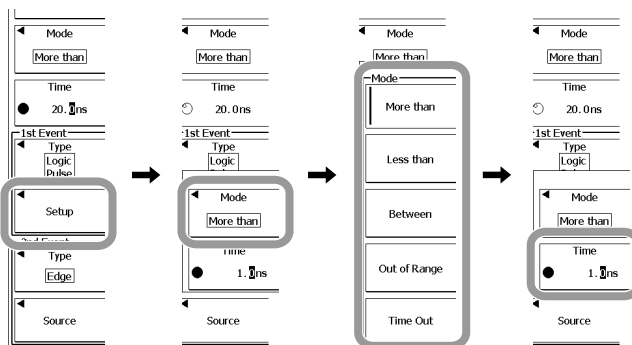 Mode
More than
Time
20.0ns
1st Event
Type
Logic
Pulse
Setup
2nd Event
Type
Edge
Source
Mode
More than
Time
20.0ns
1st Event
Type
Logic
Mode
More than
Time
1.0ns
Source
Mode
More than
Mode
More than
Less than
Between
Out of Range
Time Out
Mode
More than
Time
20.0ns
1st Event
Type
Logic
Mode
More than
Time
1.0ns
Source